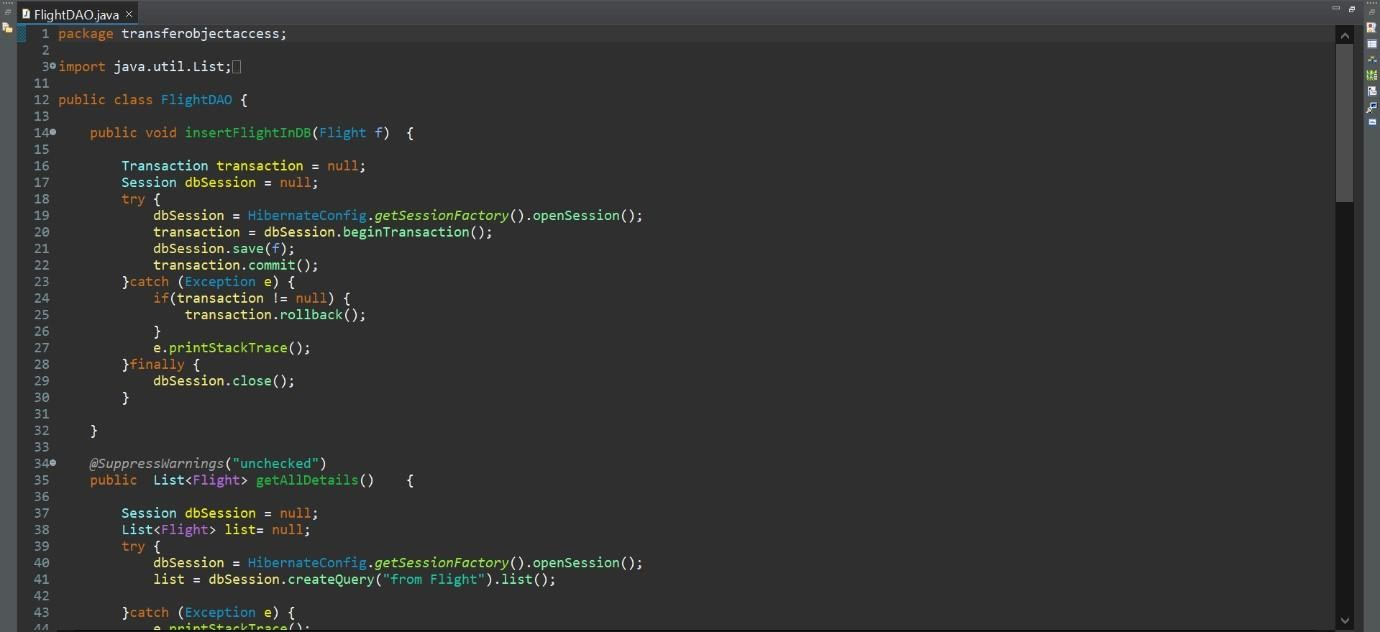 FlightDAO.java
1 package transferobjectaccess;
2
3 import java.util.List;
11
12 public class FlightDAO {
13
14 public void insertFlightInDB(Flight f)  {
15
16 Transaction transaction = null;
17 Session dbSession = null;
18 try {
19 dbSession = HibernateConfig.getSessionFactory().openSession();
20 transaction = dbSession.beginTransaction();
21 dbSession.save(f);
22 transaction.commit();
23 }catch (Exception e) {
24 if(transaction != null) {
25 transaction.rollback();
26 }
27 e.printStackTrace();
28 }finally {
29 dbSession.close();
30 }
31
32 }
33
34 @SuppressWarnings("unchecked")
35 public  List<Flight> getAllDetails()    {
36
37 Session dbSession = null;
38 List<Flight> list= null;
39 try {
40 dbSession = HibernateConfig.getSessionFactory().openSession();
41 list = dbSession.createQuery("from Flight").list();
42
43 }catch (Exception e) {
44 e.printStackTrace();